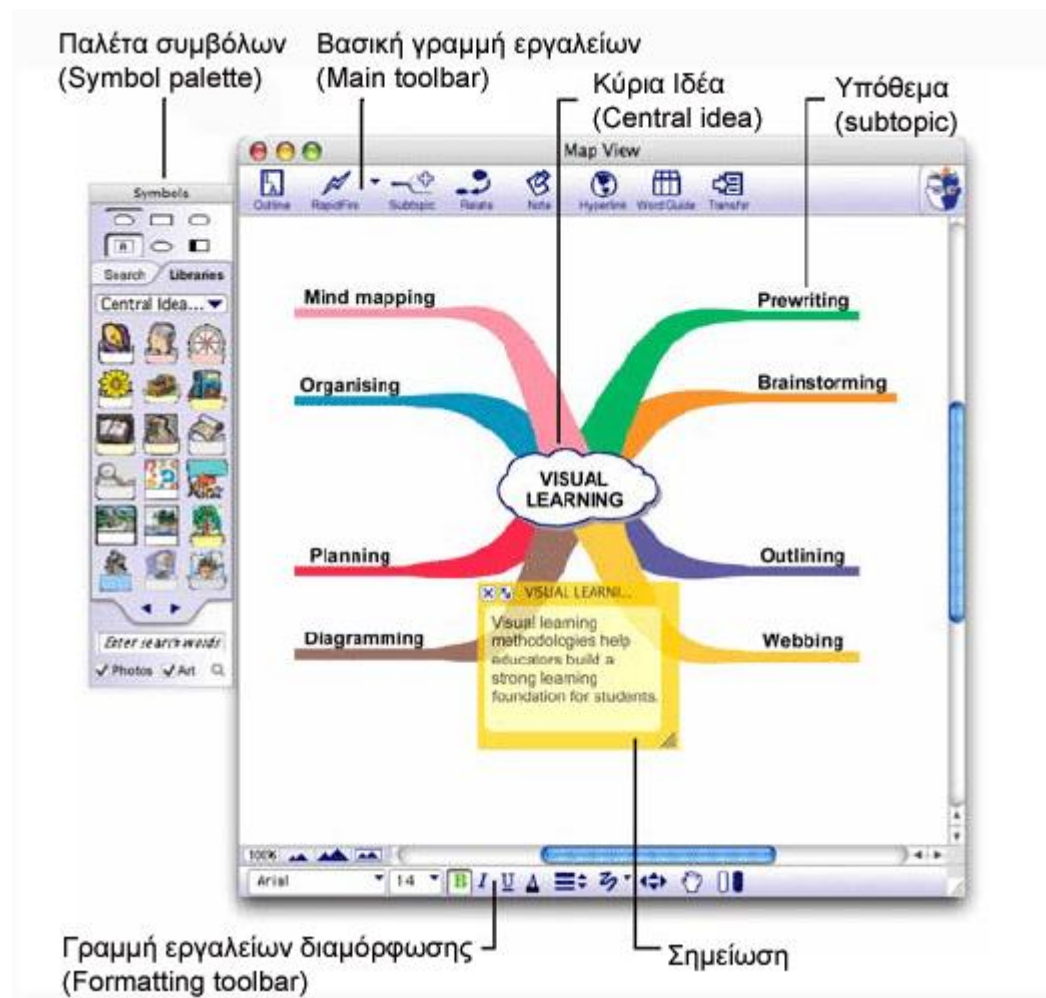 Παλέτα συμβόλων
(Symbol palette)
Βασική γραμμή εργαλείων
(Main toolbar)
Κύρια Ιδέα
(Central idea)
Υπόθεμα
(subtopic)
Map View
Outline RapidFire Subtopic Relate Note Hyperlink Word Guide Transfer
Symbols
A
Search Libraries
Central Idea...
Enter search words
Photos Art
Mind mapping
Prewriting
Organising
Brainstorming
VISUAL
LEARNING
Planning
Outlining
Diagramming
Webbing
VISUAL LEARNI...
Visual learning
methodologies help
educators build a
strong learning
foundation for students.
100%
Arial 14 B I U A
Γραμμή εργαλείων διαμόρφωσης
(Formatting toolbar)
Σημείωση